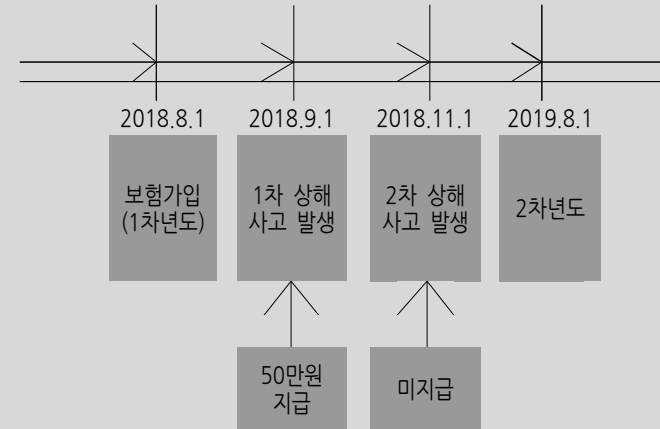 2018.8.1 2018.9.1 2018.11.1 2019.8.1
보험가입
(1차년도)
1차 상해
사고 발생
2차 상해
사고 발생
2차년도
50만원
지급
미지급